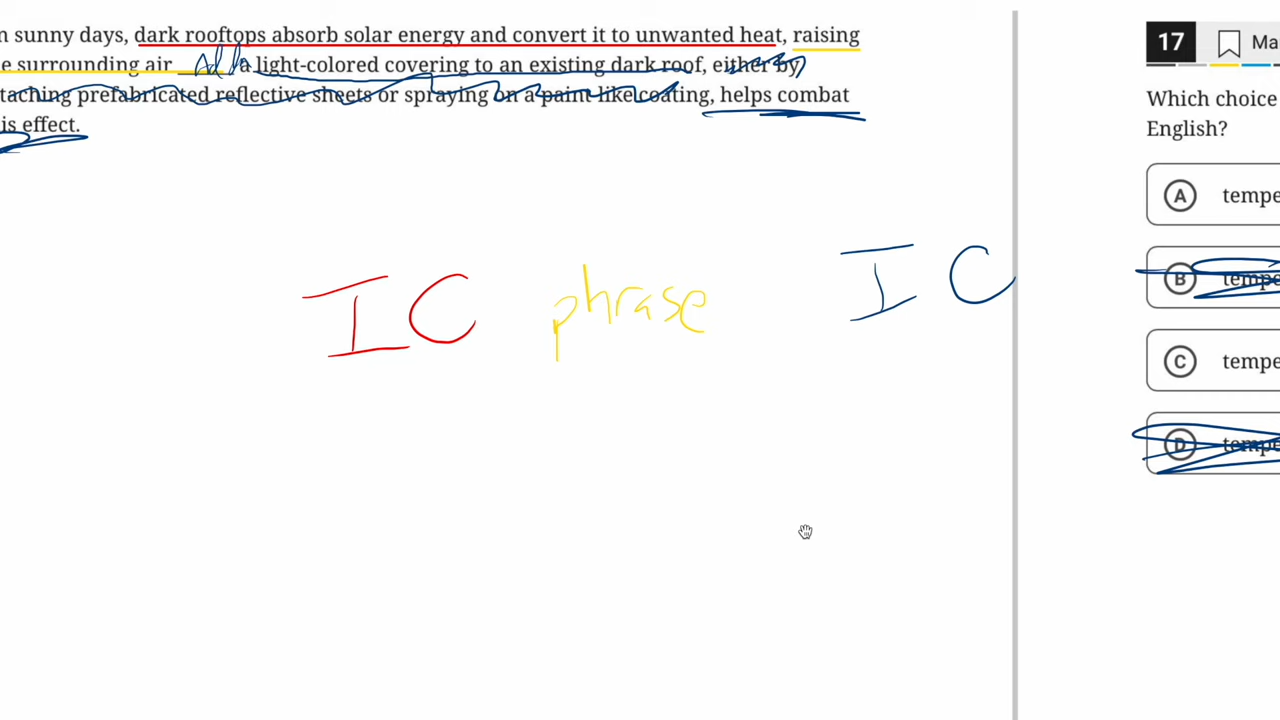 n sunny days, dark rooftops absorb solar energy and convert it to unwanted heat, raising
e surrounding air a light-colored covering to an existing dark roof, either by
taching prefabricated reflective sheets or spraying on a paint-like coating, helps combat
is effect.
IC phrase IC
17 Ma
Which choice
English?
A tempe
B tempe
C tempe
D tempe